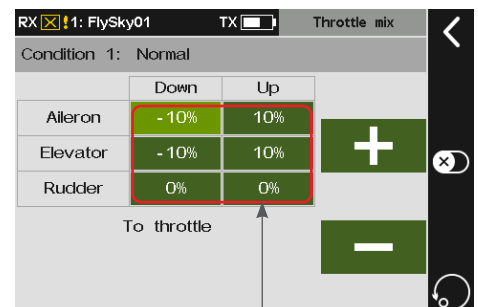 RX ! 1: FlySky01 TX Throttle mix
Condition 1: Normal
Down Up
Aileron -10% 10%
Elevator -10% 10%
Rudder 0% 0%
To throttle